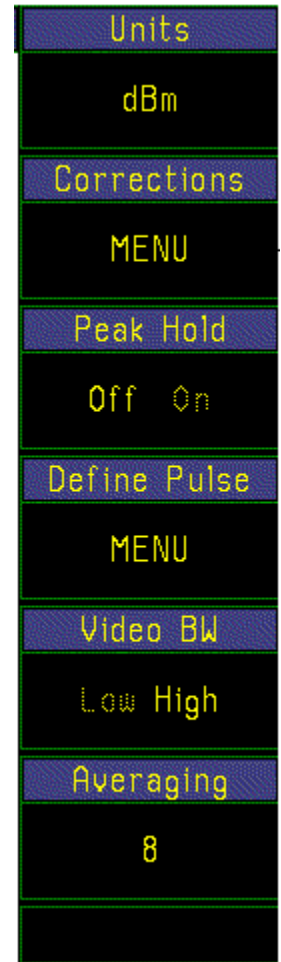 Units
dBm
Corrections
MENU
Peak Hold
Off On
Define Pulse
MENU
Video BW
Low High
Averaging
8